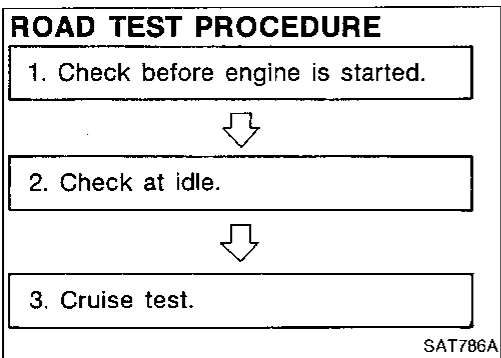 ROAD TEST PROCEDURE
1. Check before engine is started.
2. Check at idle.
3. Cruise test.
SAT786A